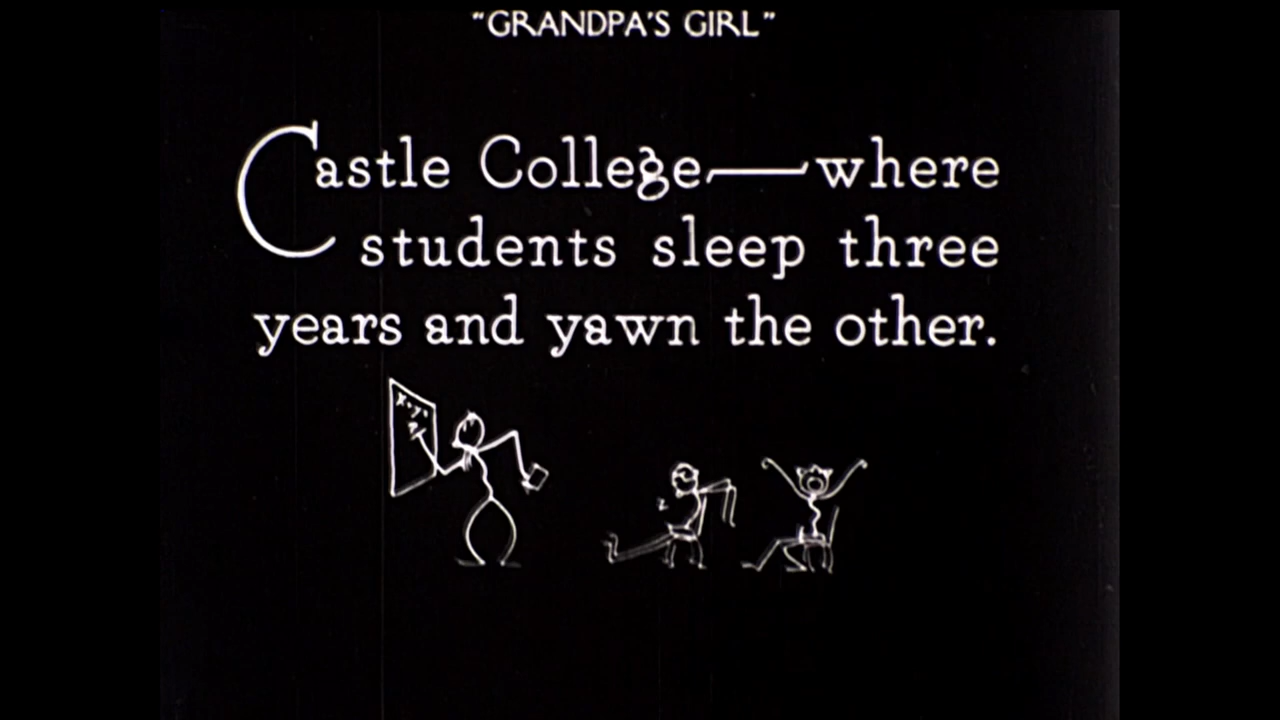 "GRANDPA'S GIRL"
Castle College—where
students sleep three
years and yawn the other.
x.y.
z